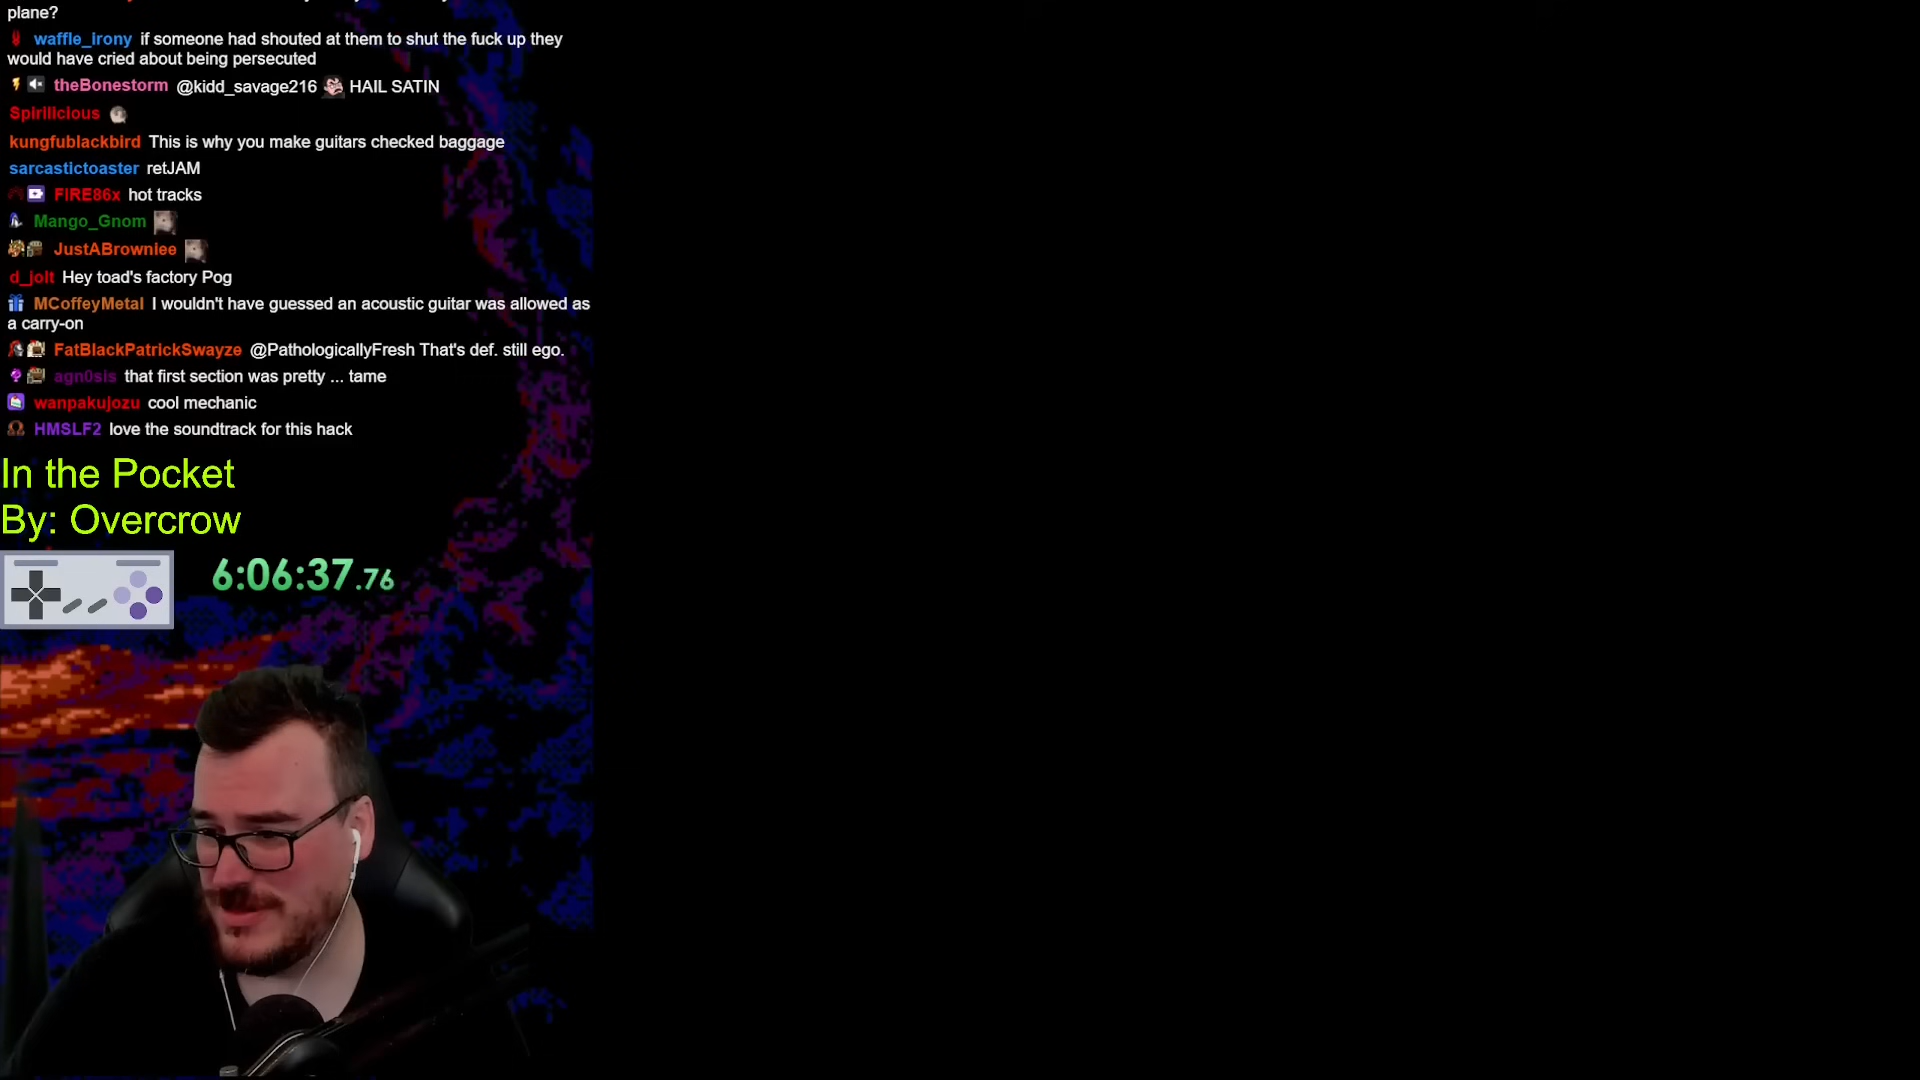 plane?
waffle_irony if someone had shouted at them to shut the fuck up they
would have cried about being persecuted
theBonestorm @kidd_savage216 HAIL SATIN
Spirilicious
kungfublackbird This is why you make guitars checked baggage
sarcastictoaster retJAM
FIRE86x hot tracks
Mango_Gnom
JustABrowniee
d_jolt Hey toad's factory Pog
MCoffeyMetal I wouldn't have guessed an acoustic guitar was allowed as
a carry-on
FatBlackPatrickSwayze @PathologicallyFresh That's def. still ego.
agn0sis that first section was pretty ... tame
wanpakujozu cool mechanic
HMSLF2 love the soundtrack for this hack
In the Pocket
By: Overcrow
6:06:37.76